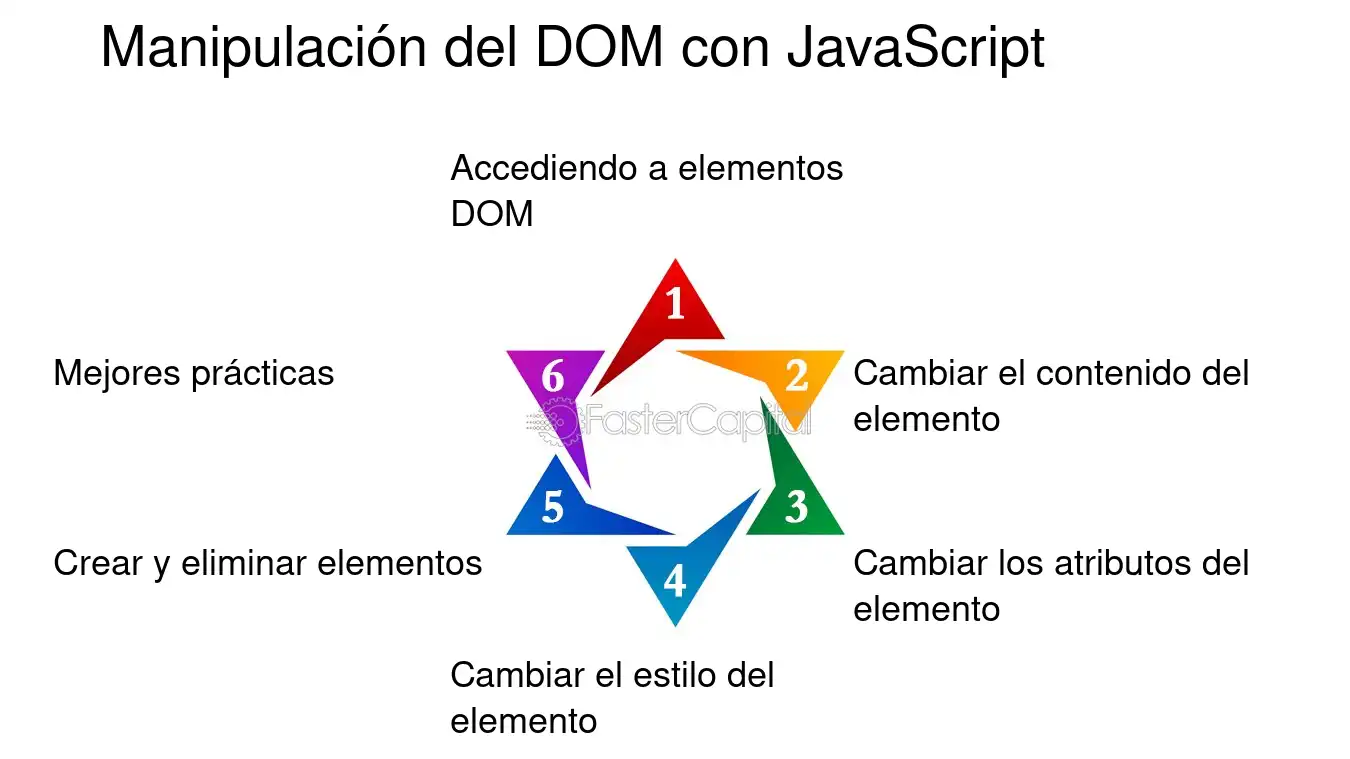 Manipulación del DOM con JavaScript
Accediendo a elementos
DOM
1
2
Cambiar el contenido del
elemento
3
Cambiar los atributos del
elemento
4
Cambiar el estilo del
elemento
5
Crear y eliminar elementos
6
Mejores prácticas
FasterCapital